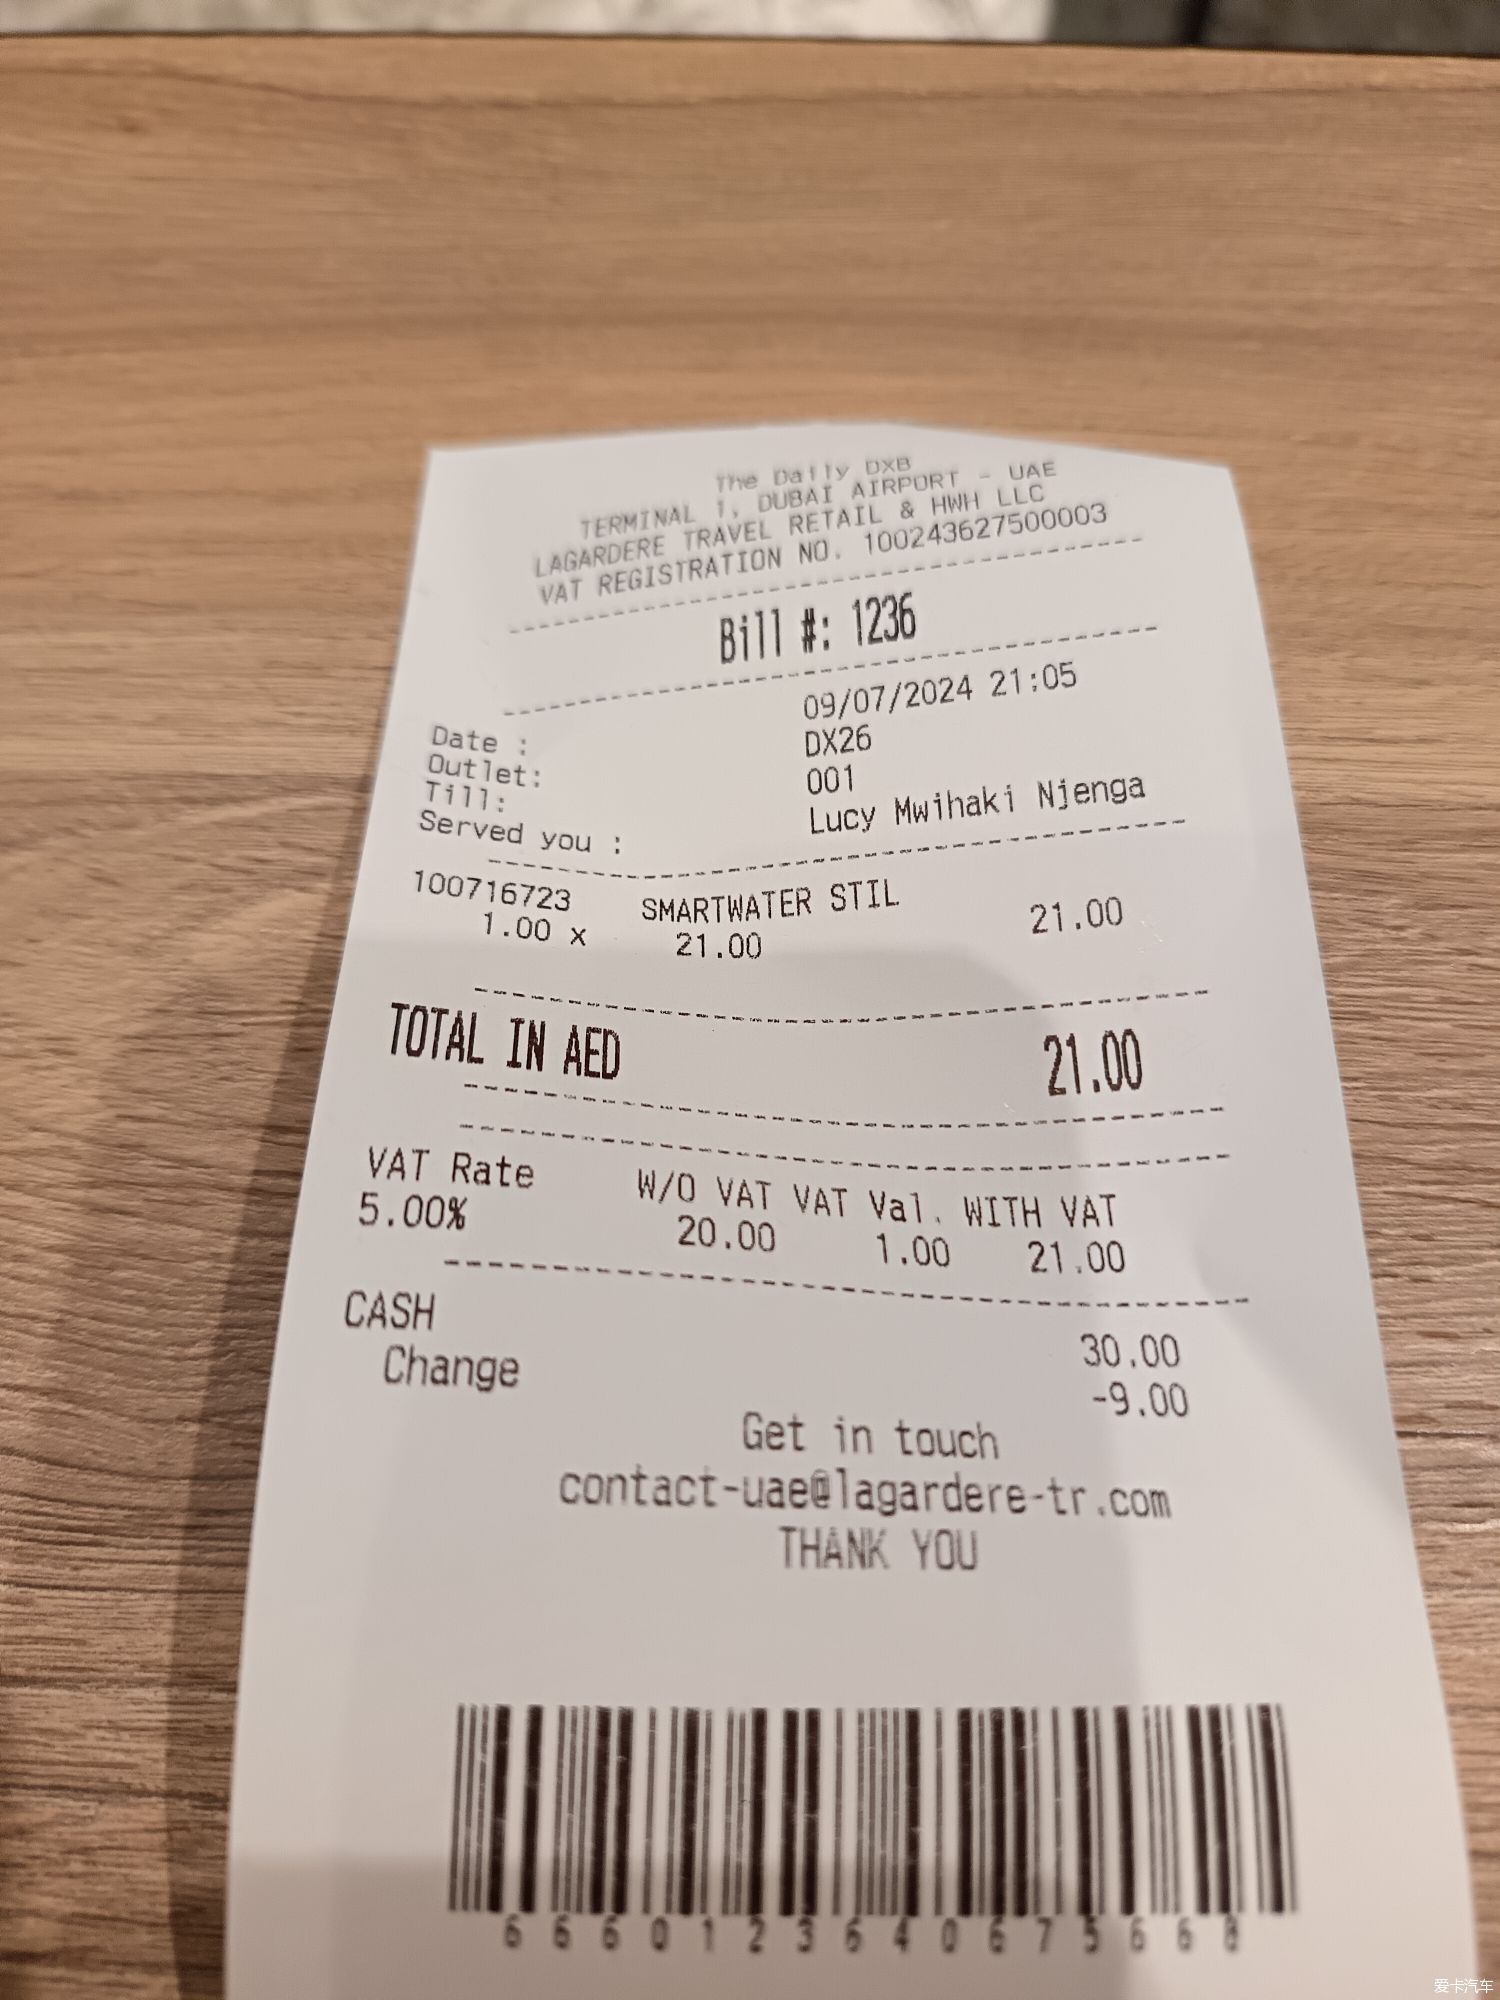 The Daily DXB
TERMINAL 1, DUBAI AIRPORT - UAE
LAGARDERE TRAVEL RETAIL & HWH LLC
VAT REGISTRATION NO. 100243627500003
Bill #: 1236
Date : 09/07/2024 21:05
Outlet: DX26
Till: 001
Served you : Lucy Mwihaki Njenga
100716723 SMARTWATER STIL
1.00 x 21.00 21.00
TOTAL IN AED 21.00
VAT Rate W/O VAT VAT Val. WITH VAT
5.00% 20.00 1.00 21.00
CASH 30.00
Change -9.00
Get in touch
contact-uae@lagardere-tr.com
THANK YOU
6660123640675668
爱卡汽车